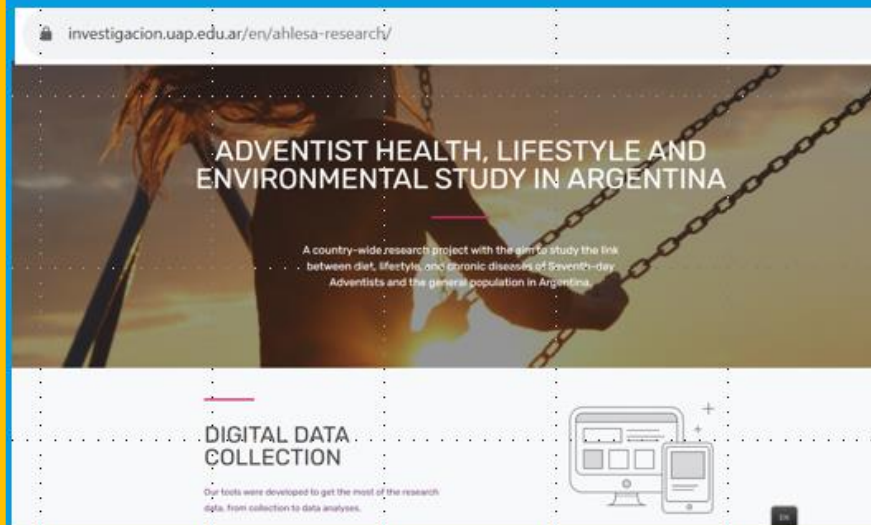 investigacion.uap.edu.ar/en/ahlesa-research/
ADVENTIST HEALTH, LIFESTYLE AND
ENVIRONMENTAL STUDY IN ARGENTINA
A country-wide research project with the aim to study the link
between diet, lifestyle, and chronic diseases of Seventh-day
Adventists and the general population in Argentina.
DIGITAL DATA
COLLECTION
Our tools were developed to get the most of the research
data, from collection to data analyses.
EN